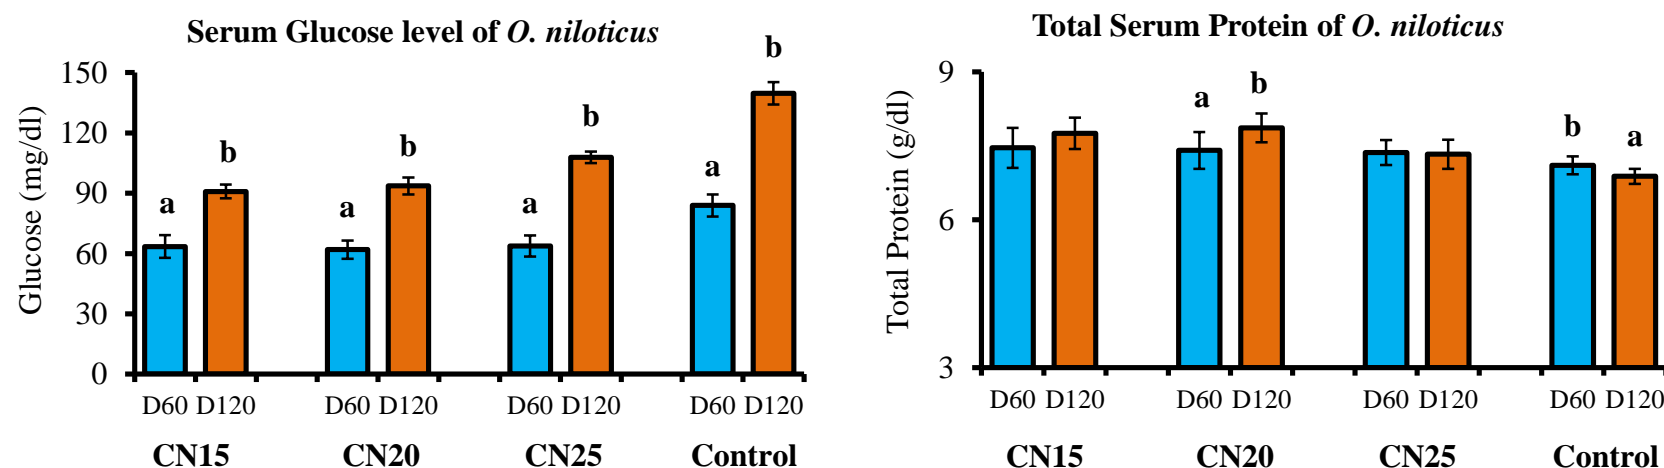 Serum Glucose level of O. niloticus
Glucose (mg/dl)
150
120
90
60
30
0
a b a b a b a b
D60 D120 D60 D120 D60 D120 D60 D120
CN15 CN20 CN25 Control
Total Serum Protein of O. niloticus
Total Protein (g/dl)
9
6
3
a b b a
D60 D120 D60 D120 D60 D120 D60 D120
CN15 CN20 CN25 Control